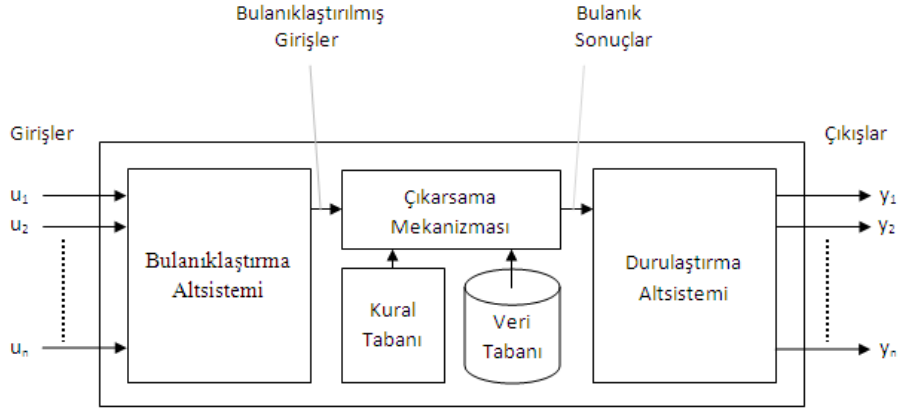 Bulanıklaştırılmış
Girişler
Bulanık
Sonuçlar
Girişler
Çıkışlar
u₁
u₂
uₙ
Bulanıklaştırma
Altsistemi
Çıkarsama
Mekanizması
Kural
Tabanı
Veri
Tabanı
Durulaştırma
Altsistemi
y₁
y₂
yₙ